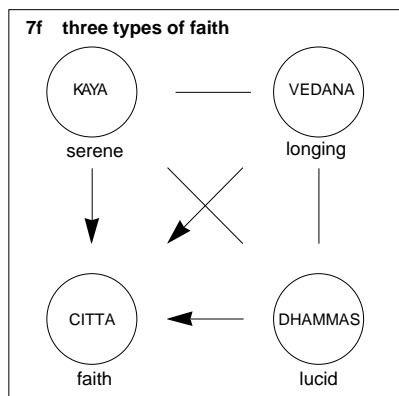 7f three types of faith
KAYA
VEDANA
serene
longing
CITTA
DHAMMAS
faith
lucid